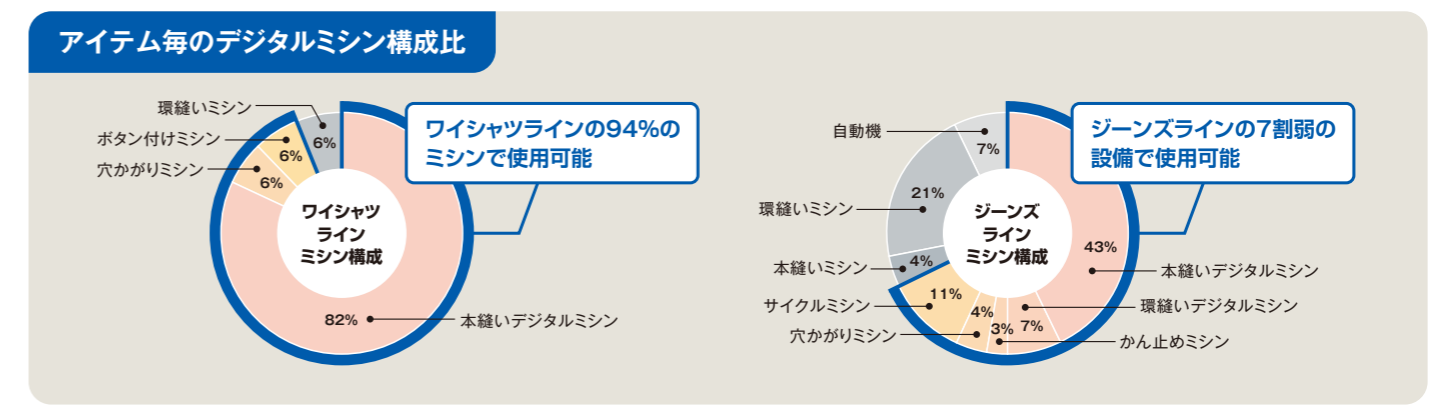 アイテム毎のデジタルミシン構成比
環縫いミシン
ボタン付けミシン
穴かがりミシン
6%
6%
6%
ワイシャツラインの94%の
ミシンで使用可能
ワイシャツ
ライン
ミシン構成
82%
本縫いデジタルミシン
自動機
7%
ジーンズラインの7割弱の
設備で使用可能
21%
環縫いミシン
ジーンズ
ライン
ミシン構成
43%
本縫いミシン
4%
本縫いデジタルミシン
サイクルミシン
11%
環縫いデジタルミシン
4%
3%
7%
穴かがりミシン
かん止めミシン